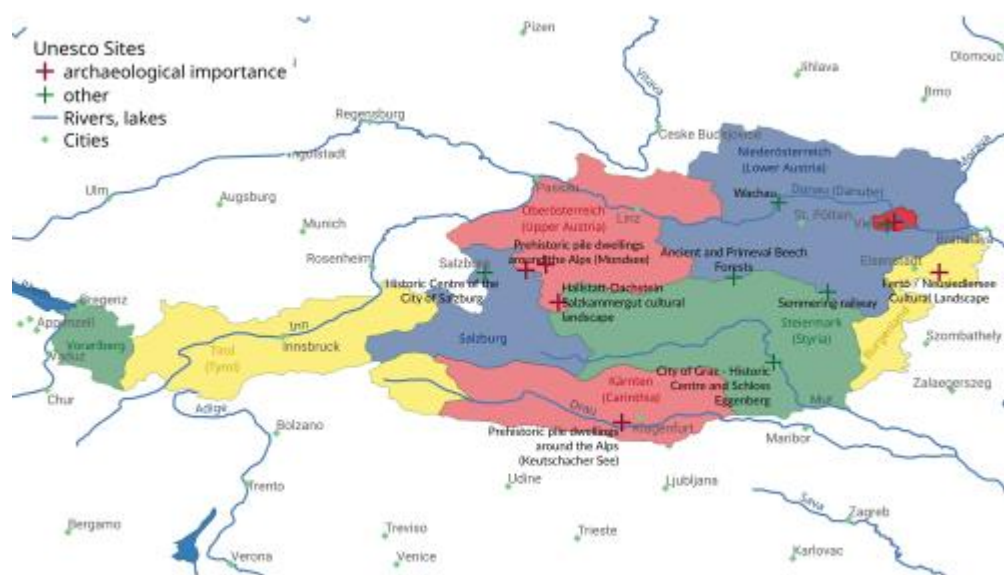 Unesco Sites
archaeological importance
other
Rivers, lakes
Cities
Pizen
Jihlava
Olomouc
Brno
Vltava
Regensburg
Ceske Budejovice
Ingolstadt
Morava
Niederösterreich
(Lower Austria)
Ulm
Augsburg
Passau
Wachau
Danau (Danube)
Munich
Oberösterreich
(Upper Austria)
Linz
St. Pölten
Bratislava
Rosenheim
Salzburg
Prehistoric pile dwellings
around the Alps (Mondsee)
Ancient and Primeval Beech
Forests
Eisenstadt
Historic Centre of the
City of Salzburg
Hallstatt-Dachstein
Salzkammergut cultural
landscape
Semmering railway
Fertö / Neusiedlersee
Cultural Landscape
Bregenz
Appenzell
Vaduz
Vorarlberg
Inn
Innsbruck
Tirol
(Tyrol)
Salzburg
Steiermark
(Styria)
Burgenland
Szombathely
Chur
Adige
City of Graz - Historic
Centre and Schloss
Eggenberg
Zalaegerszeg
Kärnten
(Carinthia)
Drau
Mur
Bolzano
Klagenfurt
Maribor
Prehistoric pile dwellings
around the Alps
(Keutschacher See)
Trento
Udine
Ljubljana
Sava
Zagreb
Bergamo
Treviso
Trieste
Verona
Venice
Karlovac